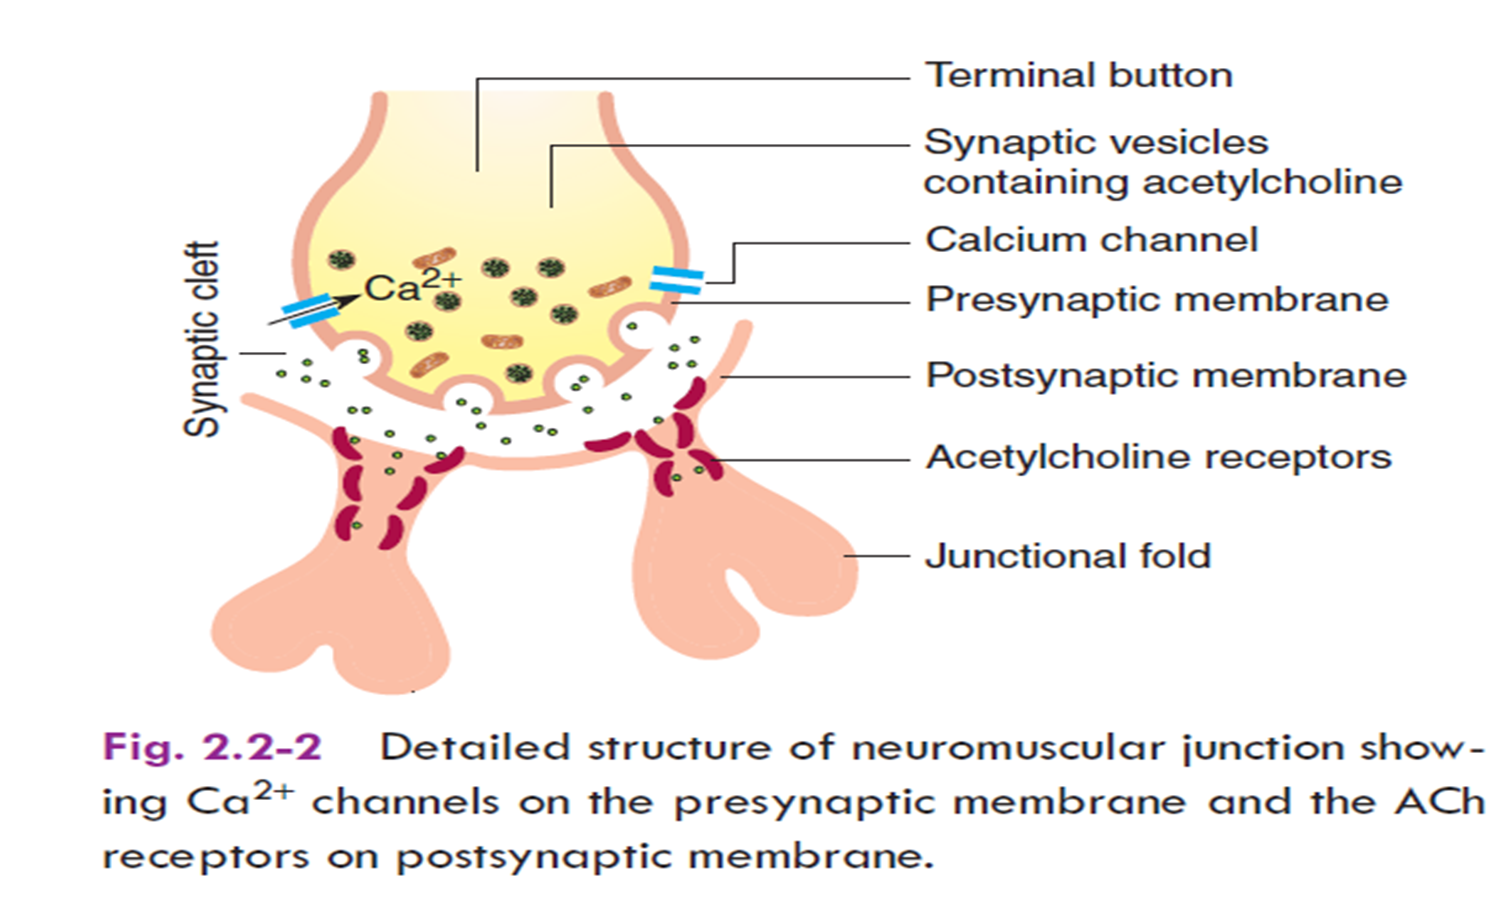 Terminal button
Synaptic vesicles
containing acetylcholine
Calcium channel
Presynaptic membrane
Postsynaptic membrane
Acetylcholine receptors
Junctional fold
Synaptic cleft
Ca2+
Fig. 2.2-2 Detailed structure of neuromuscular junction show-
ing Ca2+ channels on the presynaptic membrane and the ACh
receptors on postsynaptic membrane.